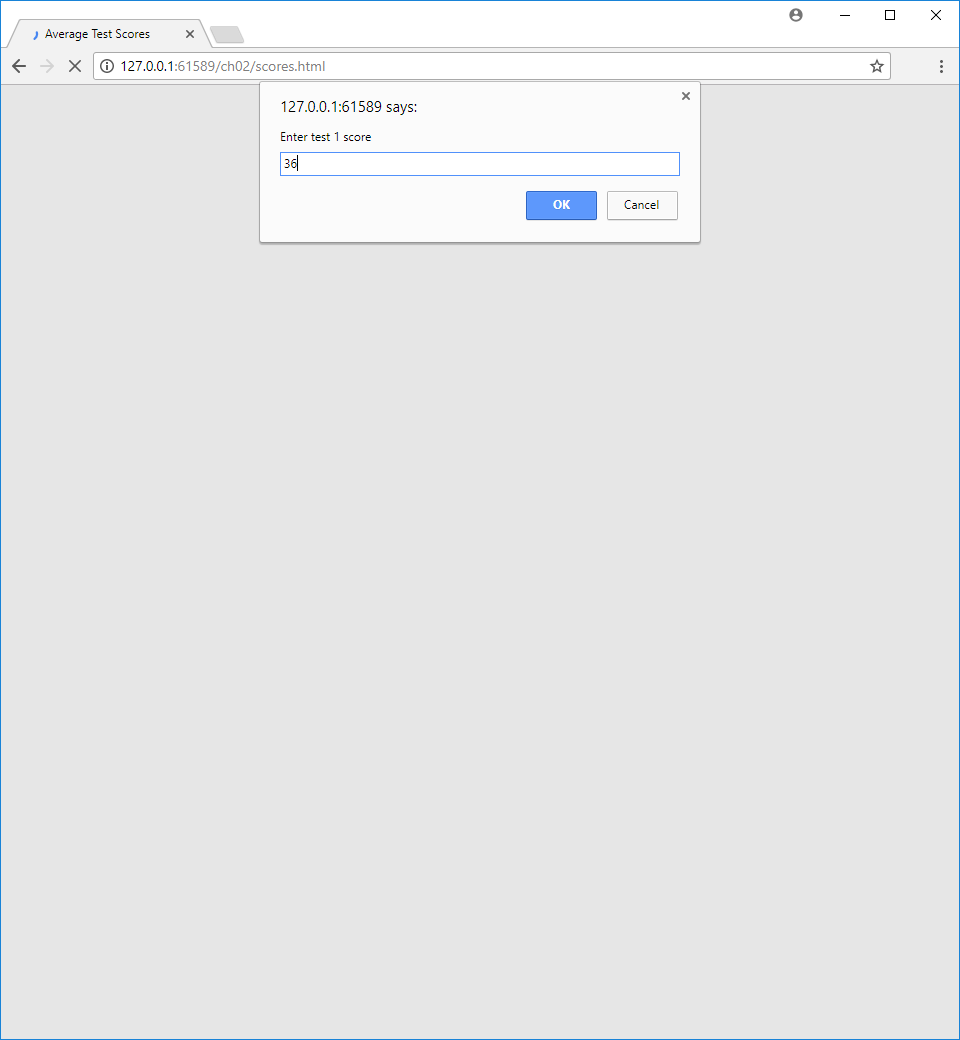 Average Test Scores
127.0.0.1:61589/ch02/scores.html
127.0.0.1:61589 says:
Enter test 1 score
36
OK Cancel